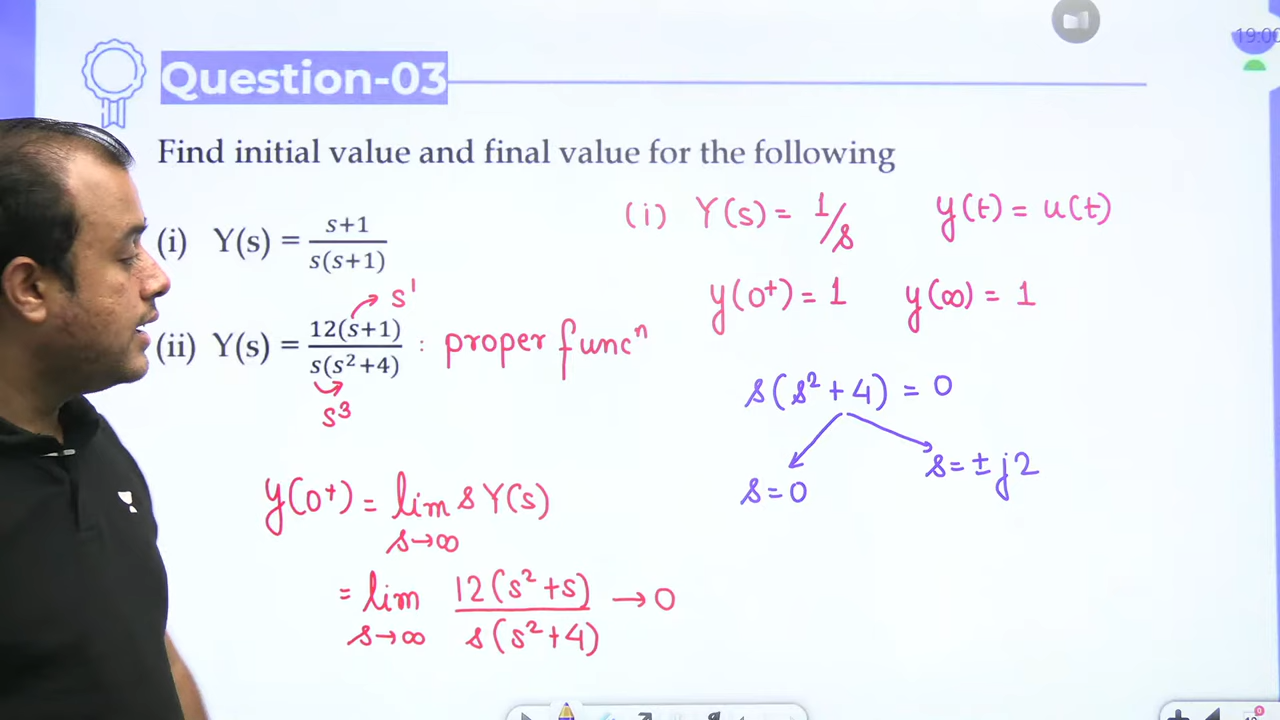 19:00
Question-03
Find initial value and final value for the following
(i) Y(s) = s+1 / s(s+1)
(i) Y(s) = 1/s y(t) = u(t)
y(0⁺) = 1 y(∞) = 1
s¹
(ii) Y(s) = 12(s+1) / s(s²+4) : proper funcⁿ
s³
s(s² + 4) = 0
s = 0 s = ± j2
y(0⁺) = lim s→∞ s Y(s)
= lim s→∞ 12(s² + s) / s(s² + 4) → 0